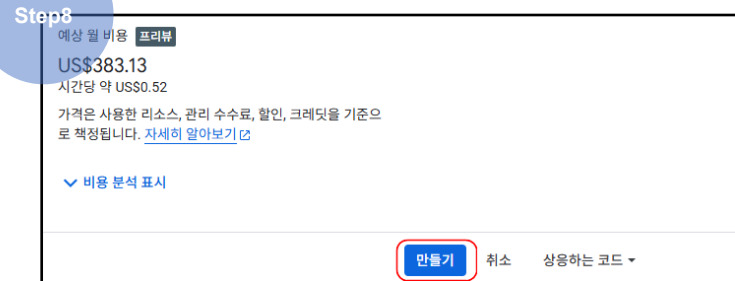 Step8
예상 월 비용 프리뷰
US$383.13
시간당 약 US$0.52
가격은 사용한 리소스, 관리 수수료, 할인, 크레딧을 기준으
로 책정됩니다. 자세히 알아보기
비용 분석 표시
만들기 취소 상응하는 코드